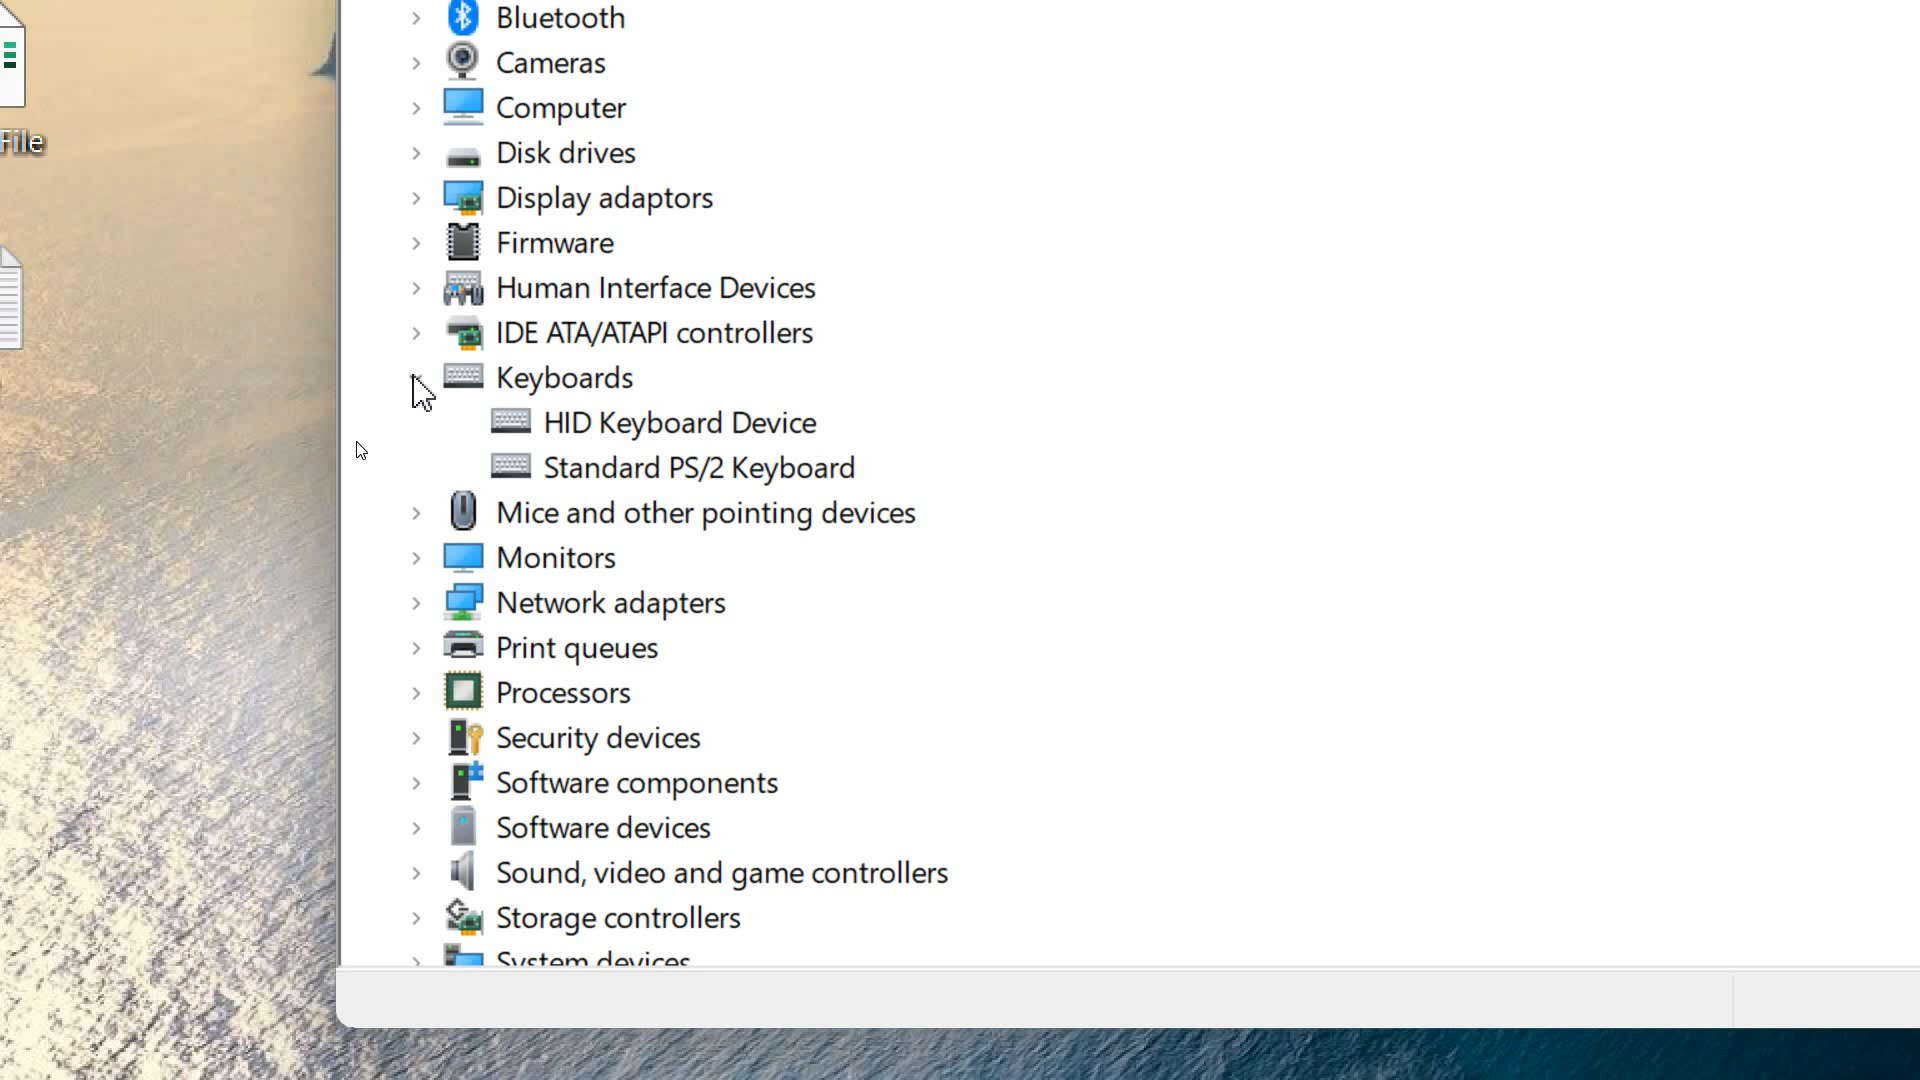 File
Bluetooth
Cameras
Computer
Disk drives
Display adaptors
Firmware
Human Interface Devices
IDE ATA/ATAPI controllers
Keyboards
HID Keyboard Device
Standard PS/2 Keyboard
Mice and other pointing devices
Monitors
Network adapters
Print queues
Processors
Security devices
Software components
Software devices
Sound, video and game controllers
Storage controllers
System devices